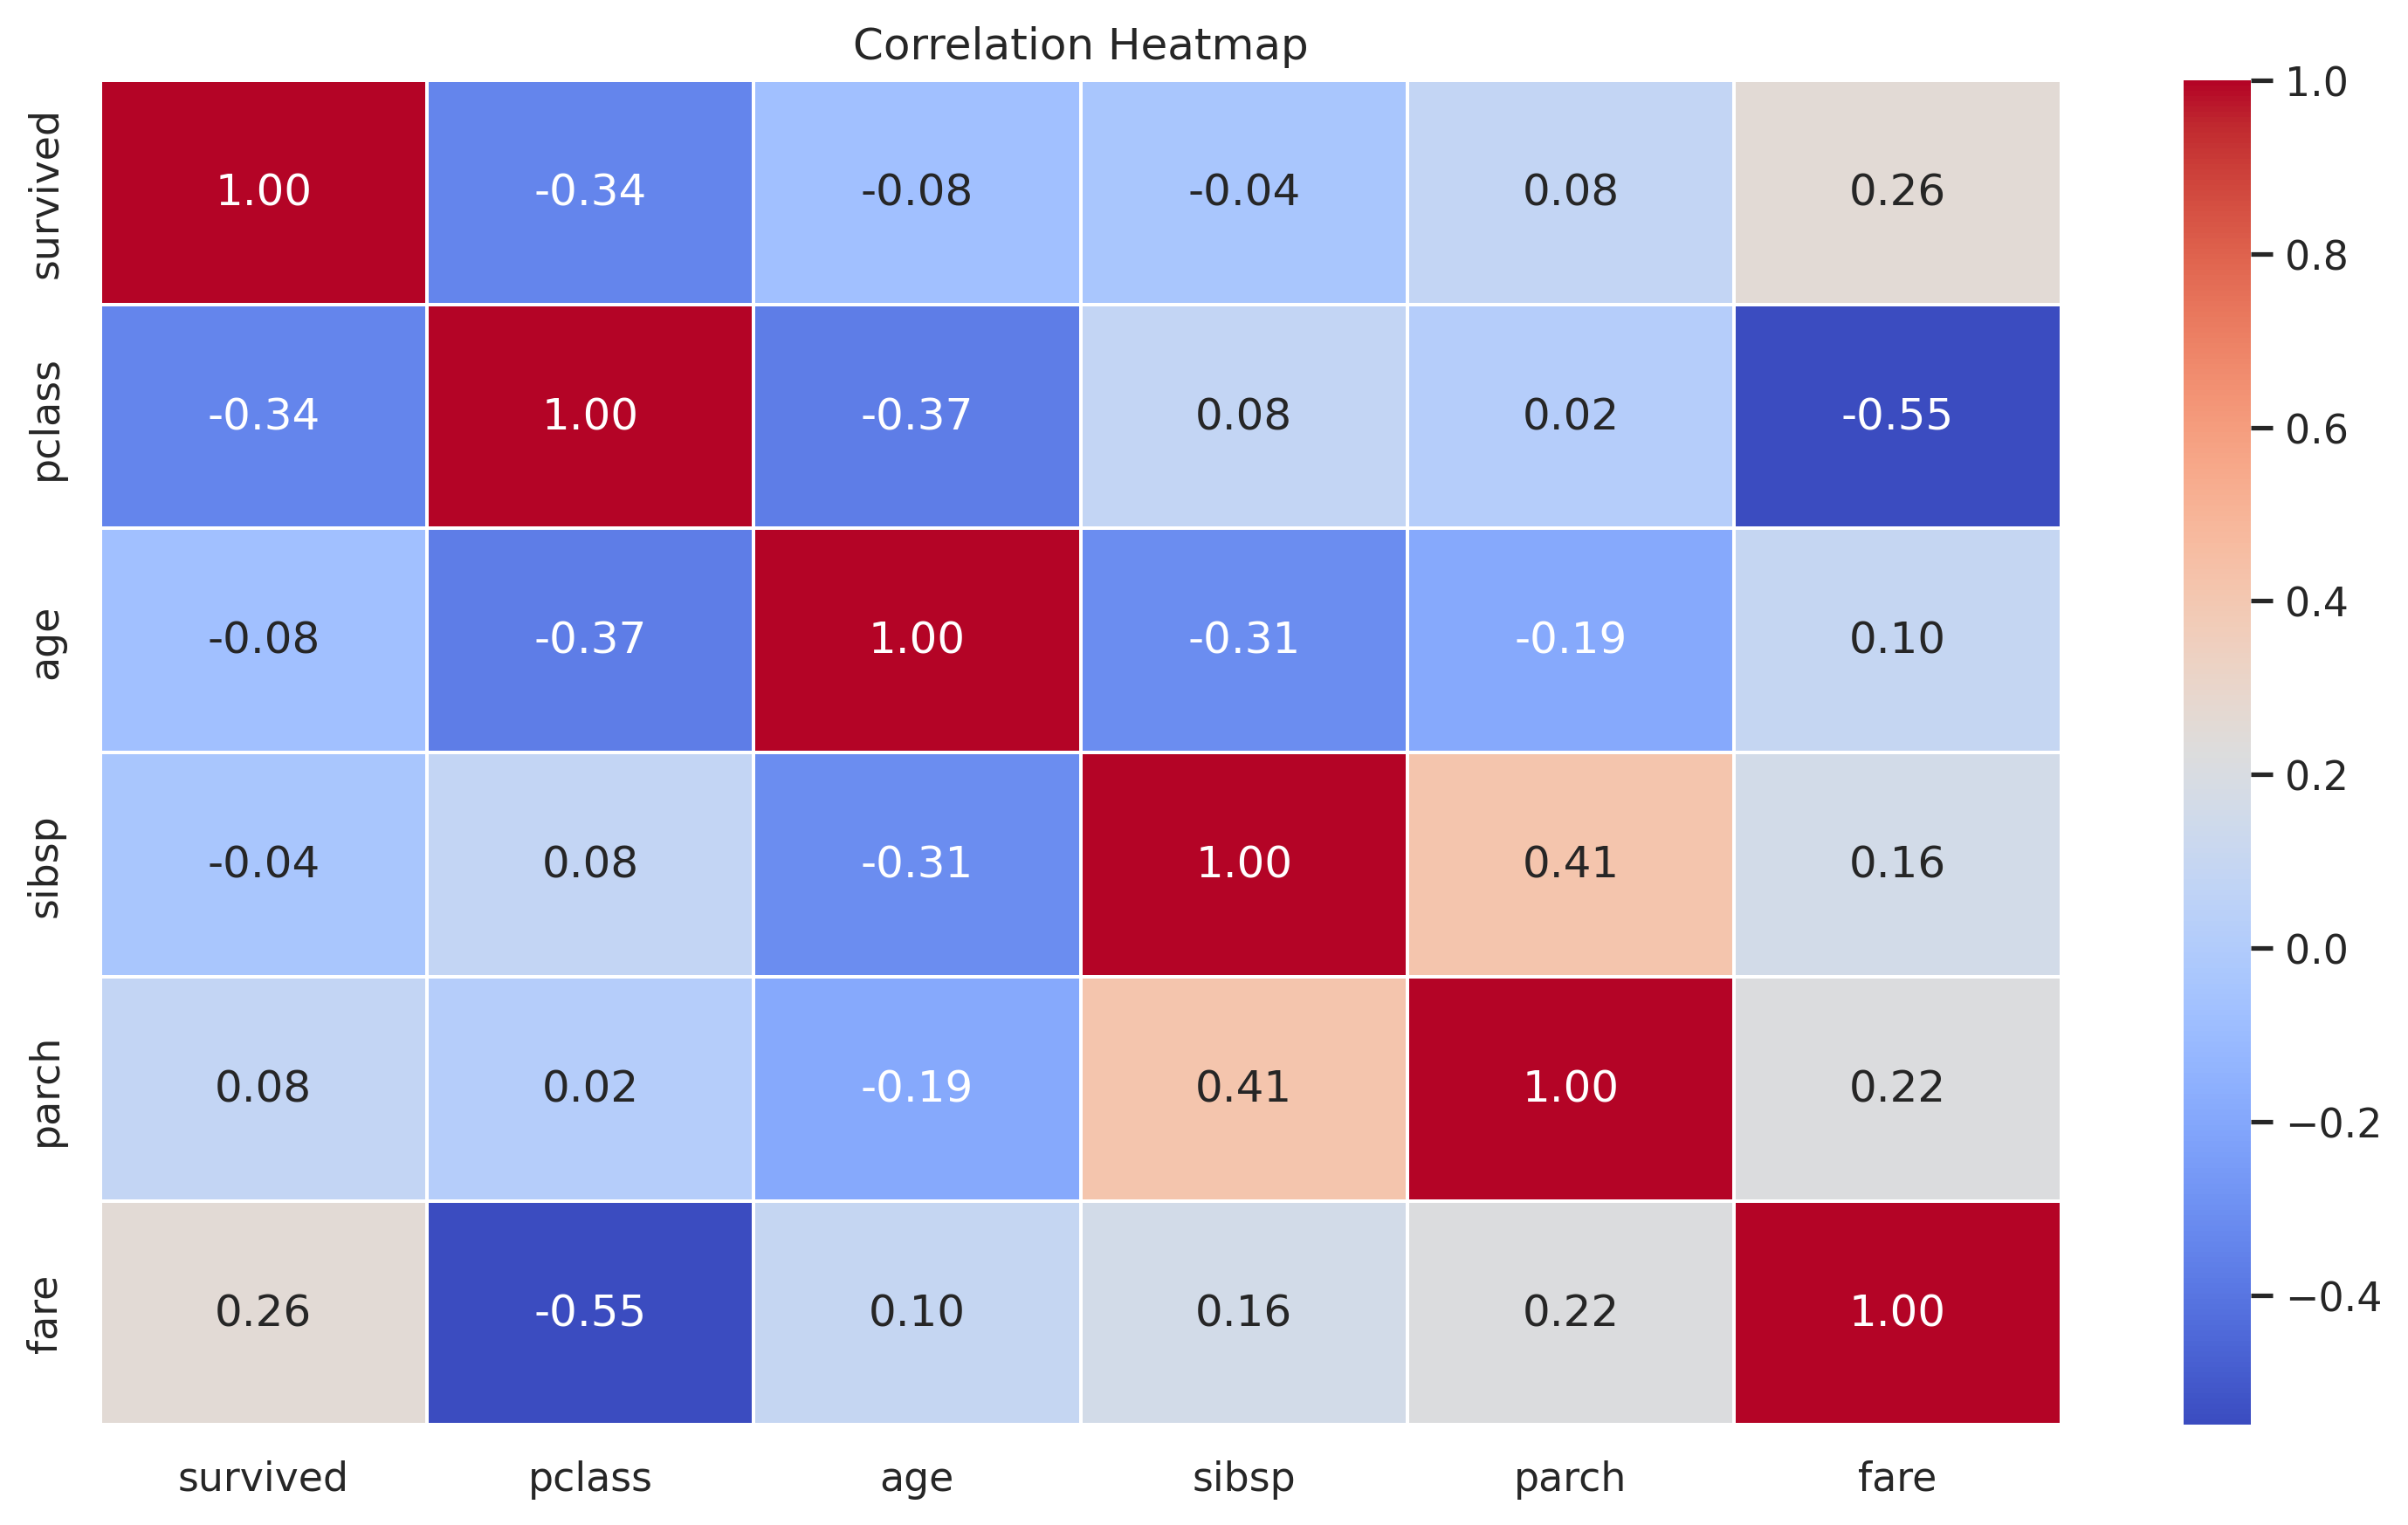 Correlation Heatmap
survived 1.00 -0.34 -0.08 -0.04 0.08 0.26
pclass -0.34 1.00 -0.37 0.08 0.02 -0.55
age -0.08 -0.37 1.00 -0.31 -0.19 0.10
sibsp -0.04 0.08 -0.31 1.00 0.41 0.16
parch 0.08 0.02 -0.19 0.41 1.00 0.22
fare 0.26 -0.55 0.10 0.16 0.22 1.00
survived pclass age sibsp parch fare
1.0
0.8
0.6
0.4
0.2
0.0
−0.2
−0.4